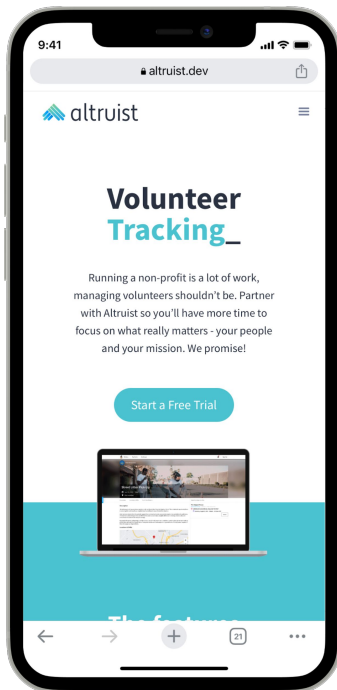 9:41
altruist.dev
altruist
Volunteer
Tracking_
Running a non-profit is a lot of work,
managing volunteers shouldn't be. Partner
with Altruist so you'll have more time to
focus on what really matters - your people
and your mission. We promise!
Start a Free Trial
The features
21